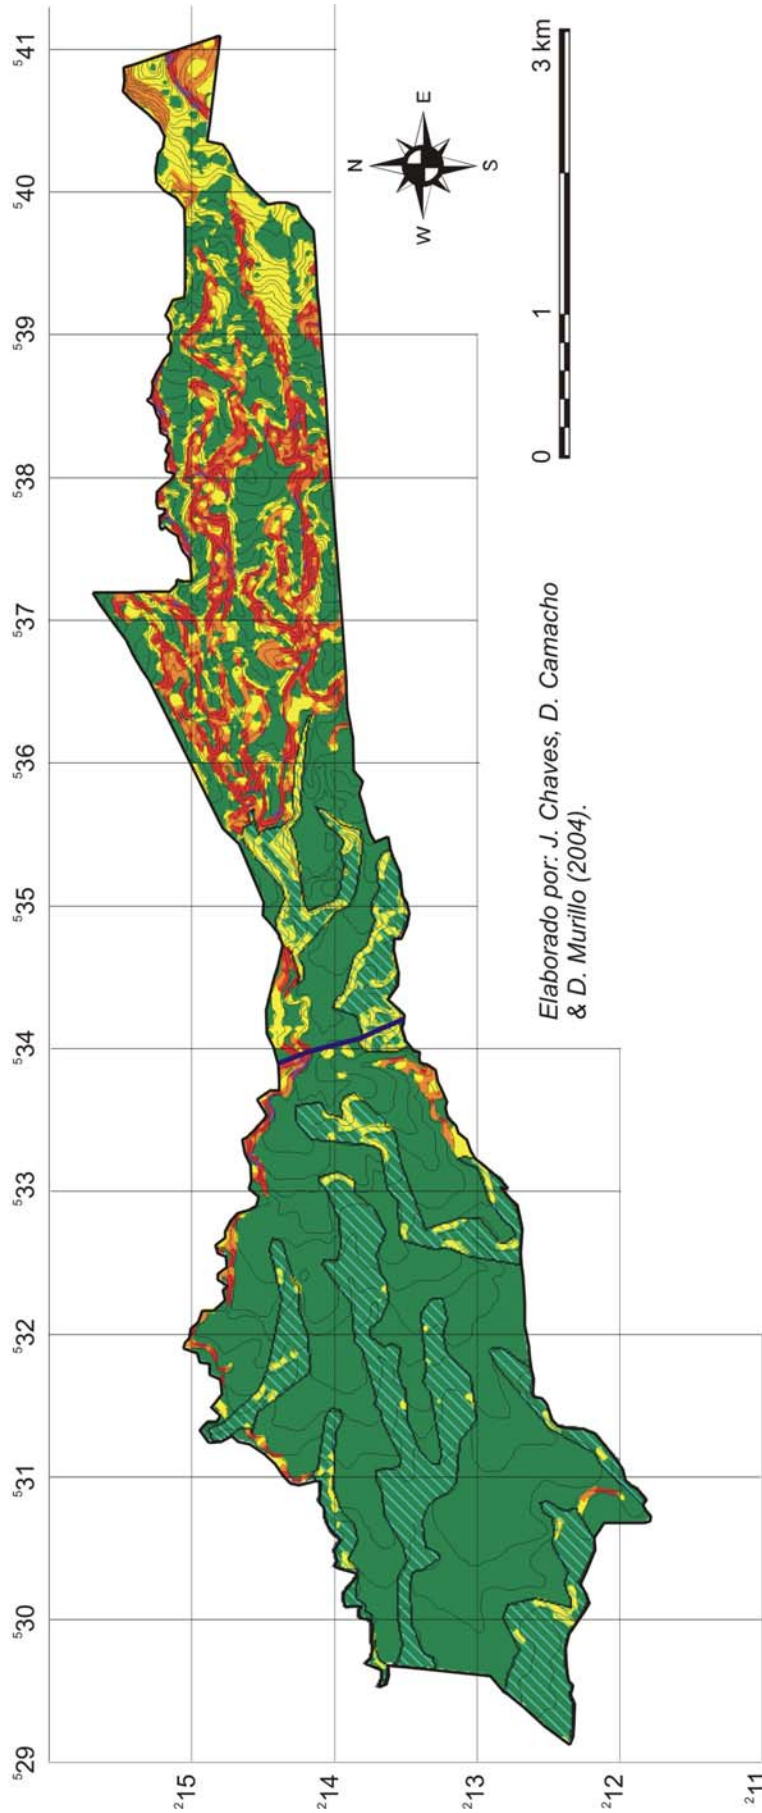 ⁵29 ⁵30 ⁵31 ⁵32 ⁵33 ⁵34 ⁵35 ⁵36 ⁵37 ⁵38 ⁵39 ⁵40 ⁵41
²15
²14
²13
²12
²11
N
W E
S
0 1 3 km
Elaborado por: J. Chaves, D. Camacho
& D. Murillo (2004).